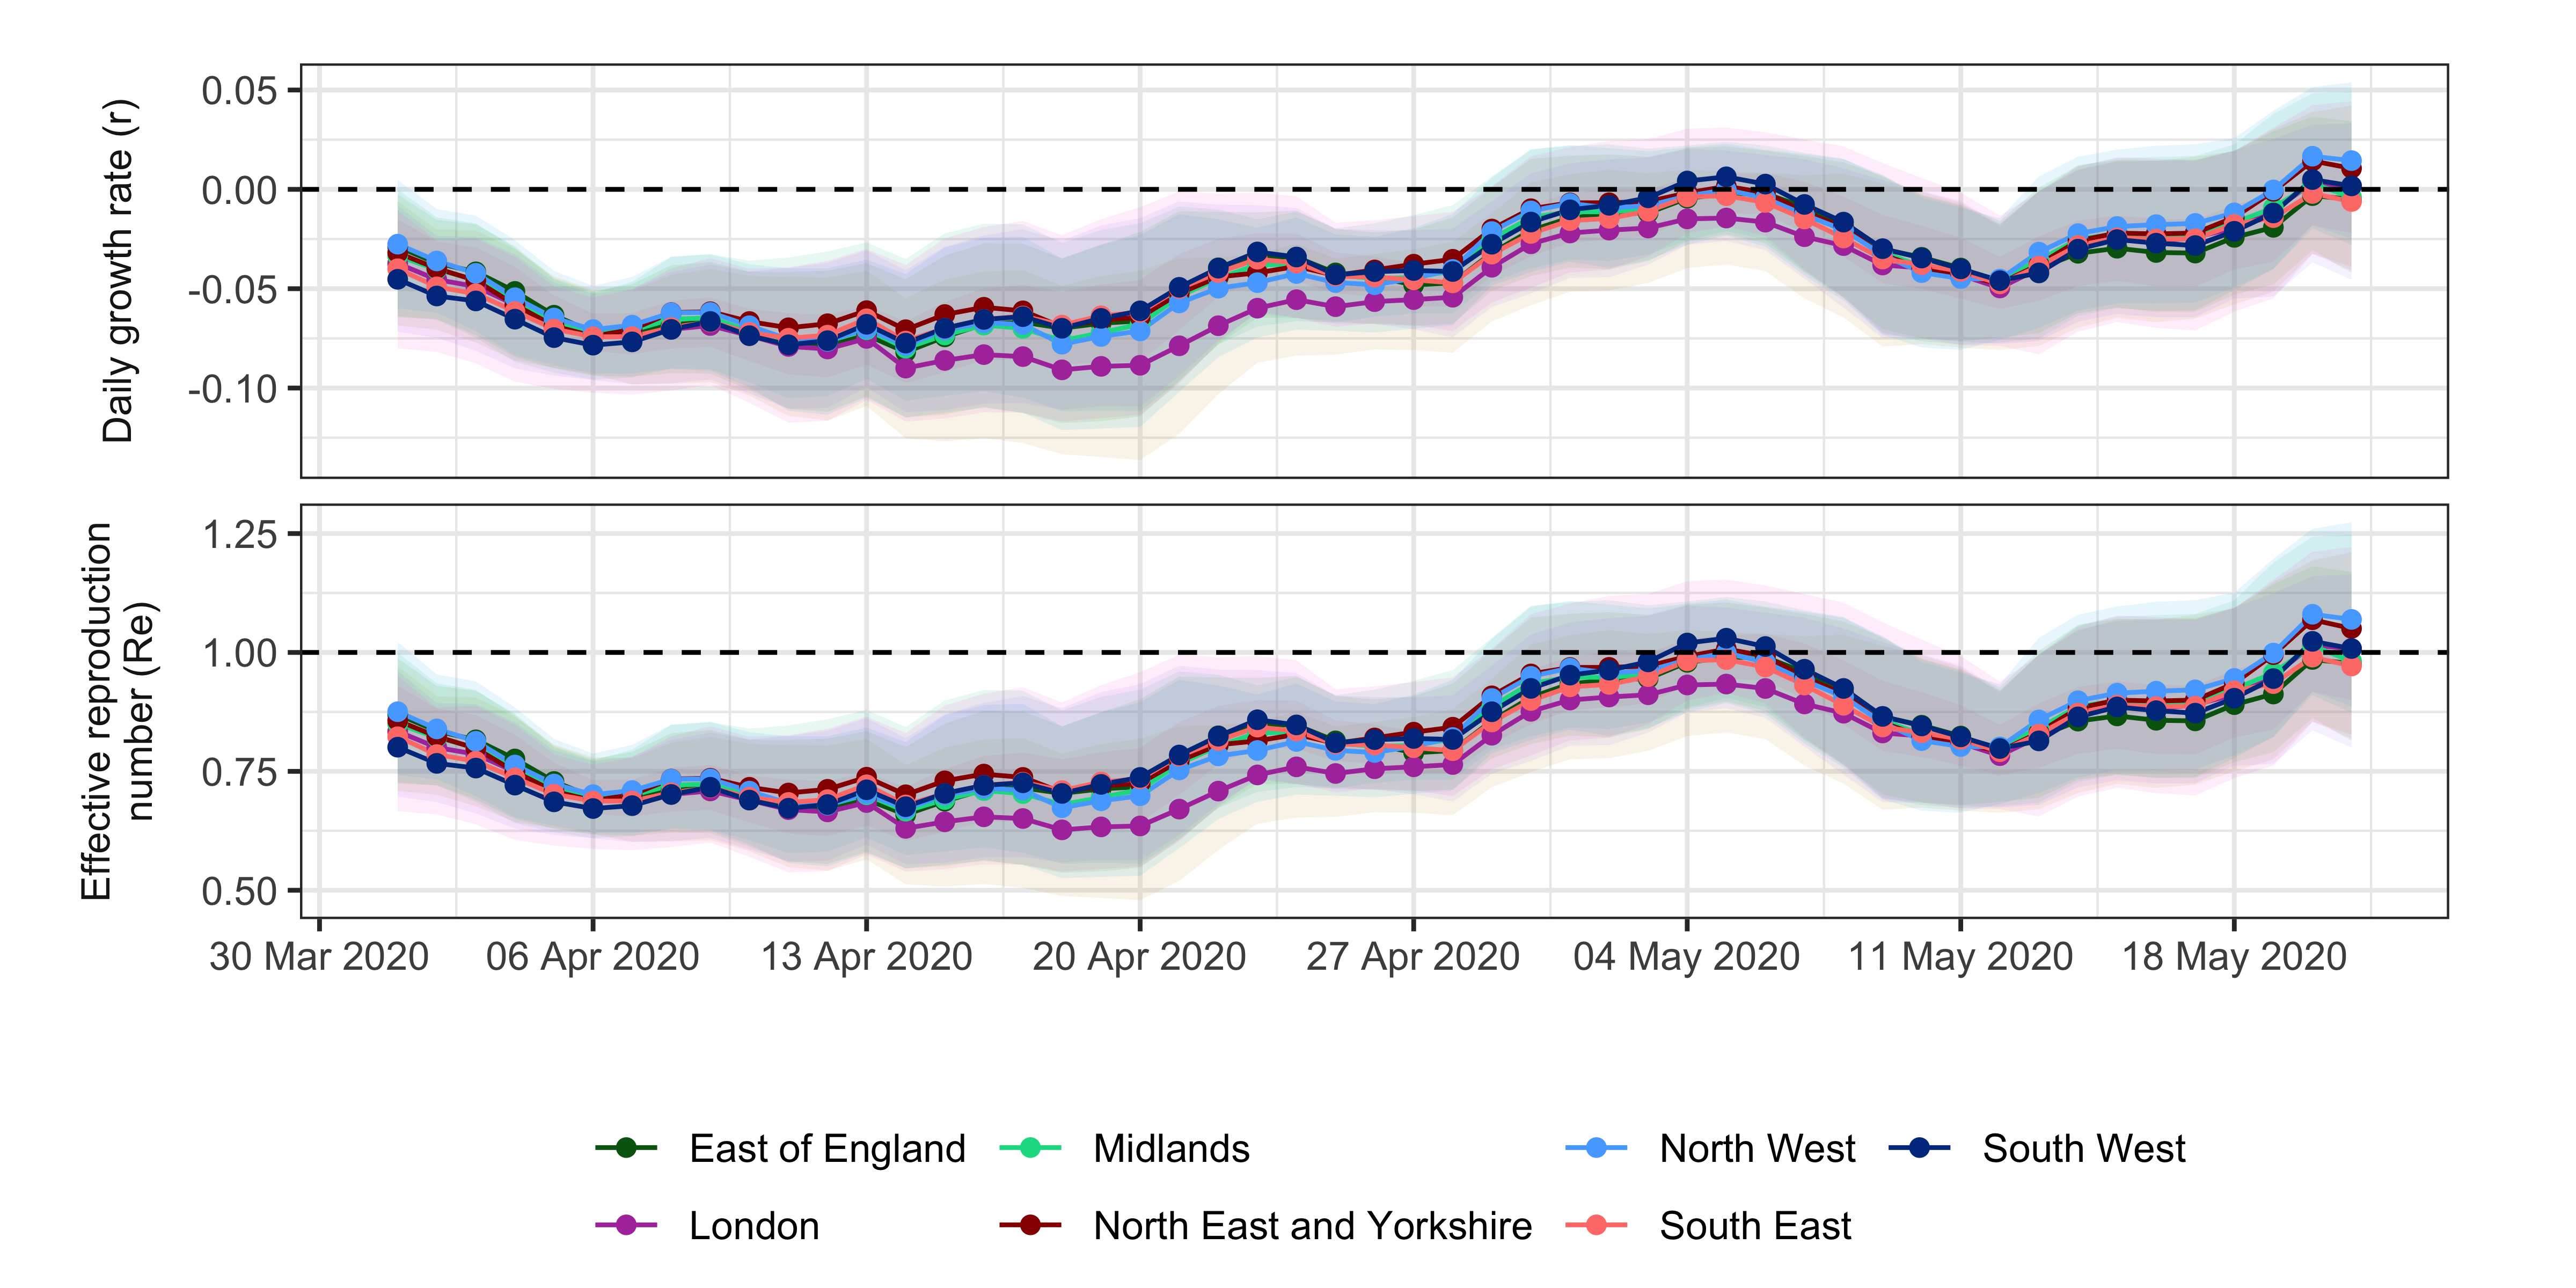 Daily growth rate (r)
0.05
0.00
-0.05
-0.10
Effective reproduction
number (Re)
1.25
1.00
0.75
0.50
30 Mar 2020 06 Apr 2020 13 Apr 2020 20 Apr 2020 27 Apr 2020 04 May 2020 11 May 2020 18 May 2020
East of England Midlands North West South West
London North East and Yorkshire South East